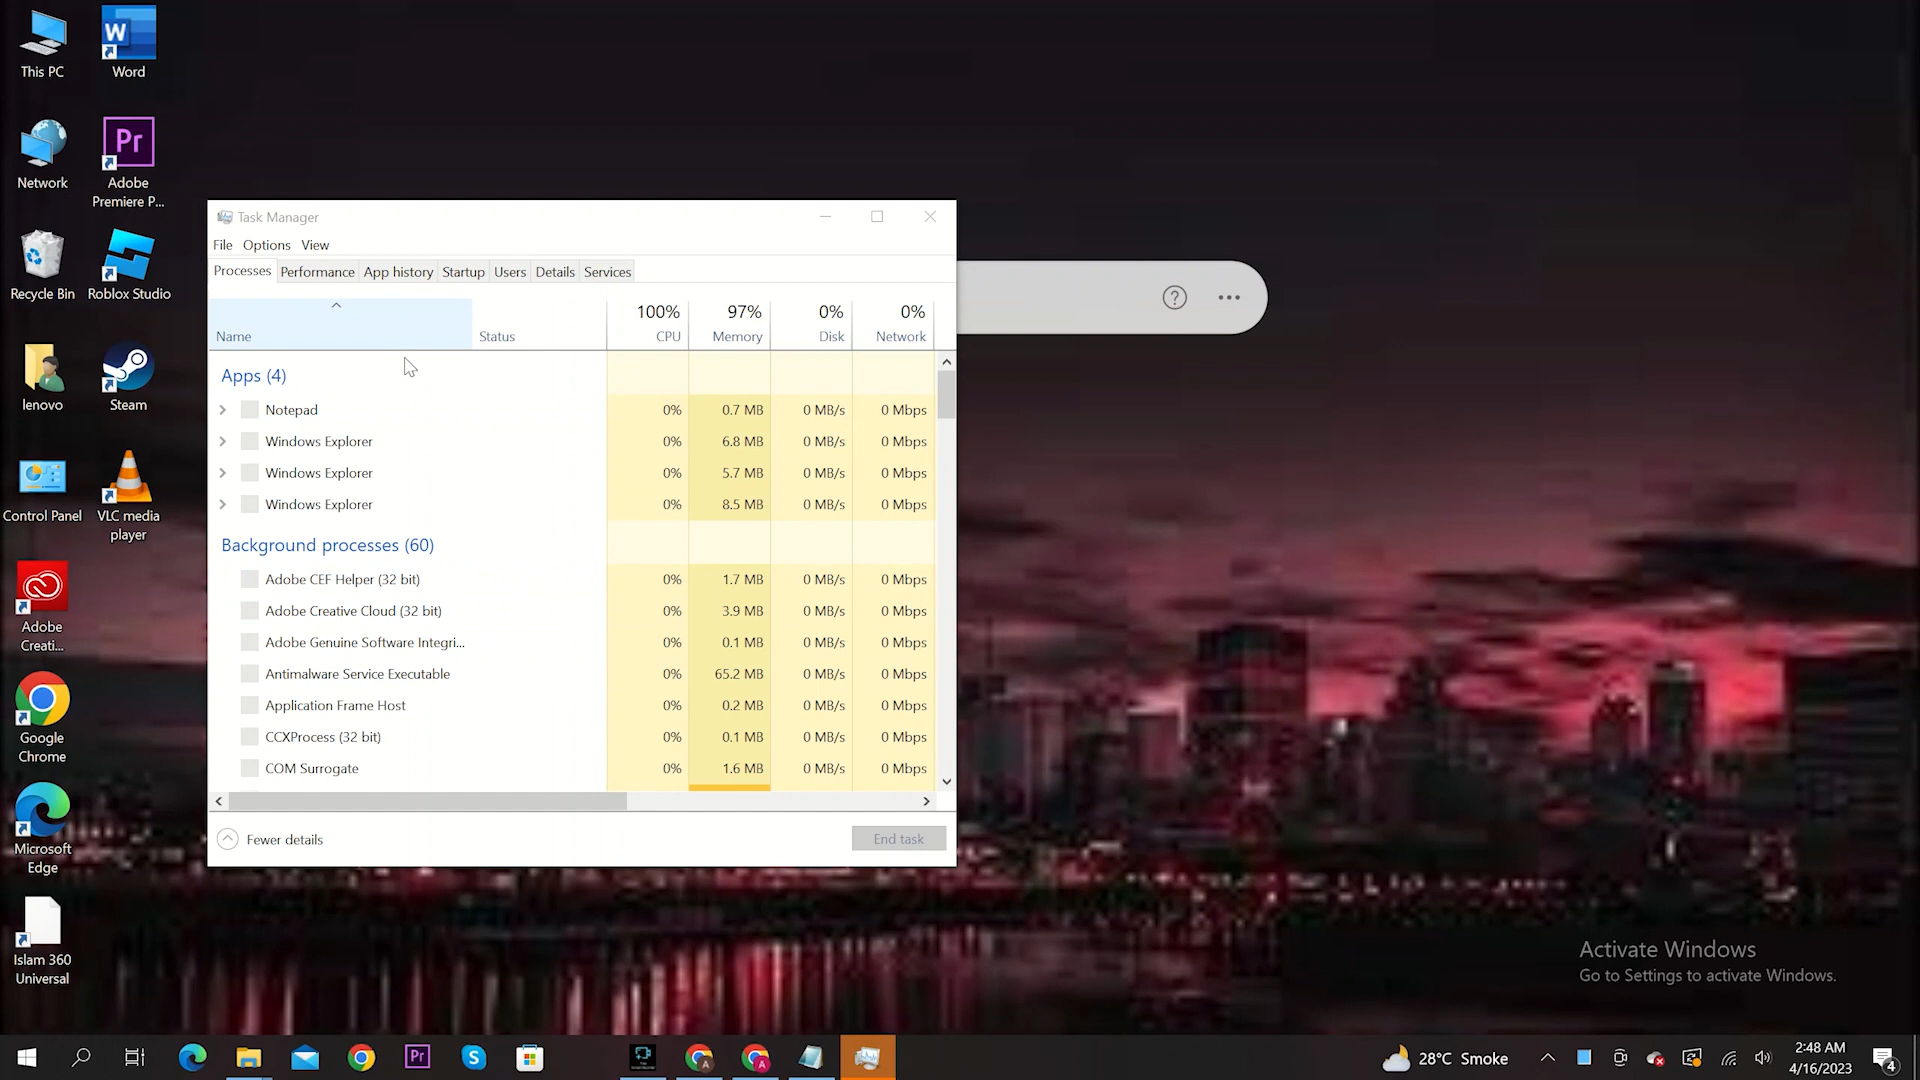 This PC
Word
Network
Adobe
Premiere P...
Recycle Bin
Roblox Studio
lenovo
Steam
Control Panel
VLC media
player
Adobe
Creati...
Google
Chrome
Microsoft
Edge
Islam 360
Universal
Task Manager
File Options View
Processes Performance App history Startup Users Details Services
100% 97% 0% 0%
Name Status CPU Memory Disk Network
Apps (4)
Notepad 0% 0.7 MB 0 MB/s 0 Mbps
Windows Explorer 0% 6.8 MB 0 MB/s 0 Mbps
Windows Explorer 0% 5.7 MB 0 MB/s 0 Mbps
Windows Explorer 0% 8.5 MB 0 MB/s 0 Mbps
Background processes (60)
Adobe CEF Helper (32 bit) 0% 1.7 MB 0 MB/s 0 Mbps
Adobe Creative Cloud (32 bit) 0% 3.9 MB 0 MB/s 0 Mbps
Adobe Genuine Software Integri... 0% 0.1 MB 0 MB/s 0 Mbps
Antimalware Service Executable 0% 65.2 MB 0 MB/s 0 Mbps
Application Frame Host 0% 0.2 MB 0 MB/s 0 Mbps
CCXProcess (32 bit) 0% 0.1 MB 0 MB/s 0 Mbps
COM Surrogate 0% 1.6 MB 0 MB/s 0 Mbps
Fewer details End task
Activate Windows
Go to Settings to activate Windows.
28°C Smoke
2:48 AM
4/16/2023
4